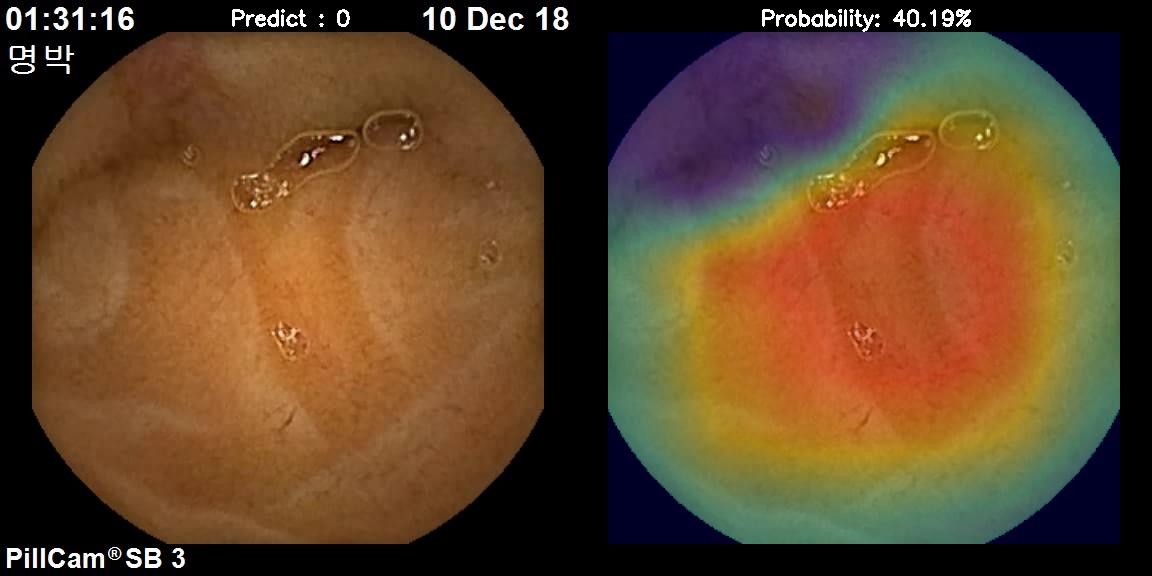 01:31:16 Predict : 0 10 Dec 18 Probability: 40.19%
명 박
PillCam® SB 3